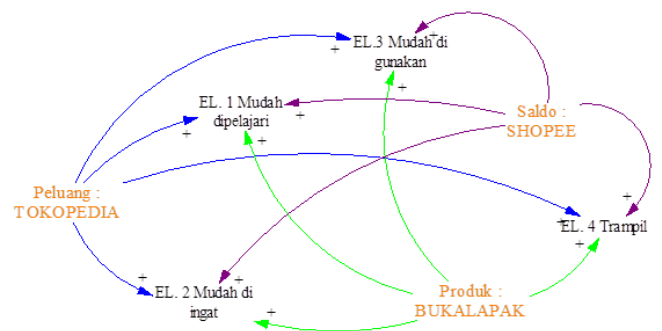 EL.3 Mudah di
gunakan
EL. 1 Mudah
dipelajari
Saldo :
SHOPEE
Peluang :
TOKOPEDIA
EL. 4 Trampil
EL. 2 Mudah di
ingat
Produk :
BUKALAPAK
+
+
+
+
+
+
+
+
+
+
+
+